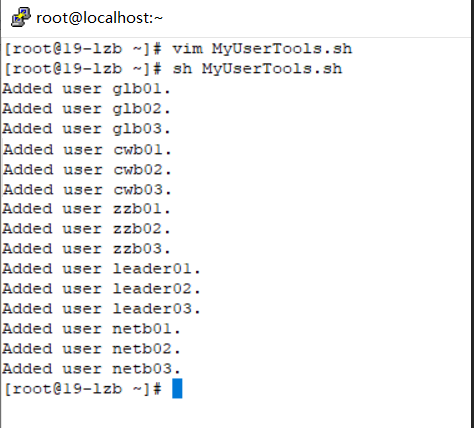 root@localhost:~
[root@19-lzb ~]# vim MyUserTools.sh
[root@19-lzb ~]# sh MyUserTools.sh
Added user glb01.
Added user glb02.
Added user glb03.
Added user cwb01.
Added user cwb02.
Added user cwb03.
Added user zzb01.
Added user zzb02.
Added user zzb03.
Added user leader01.
Added user leader02.
Added user leader03.
Added user netb01.
Added user netb02.
Added user netb03.
[root@19-lzb ~]#